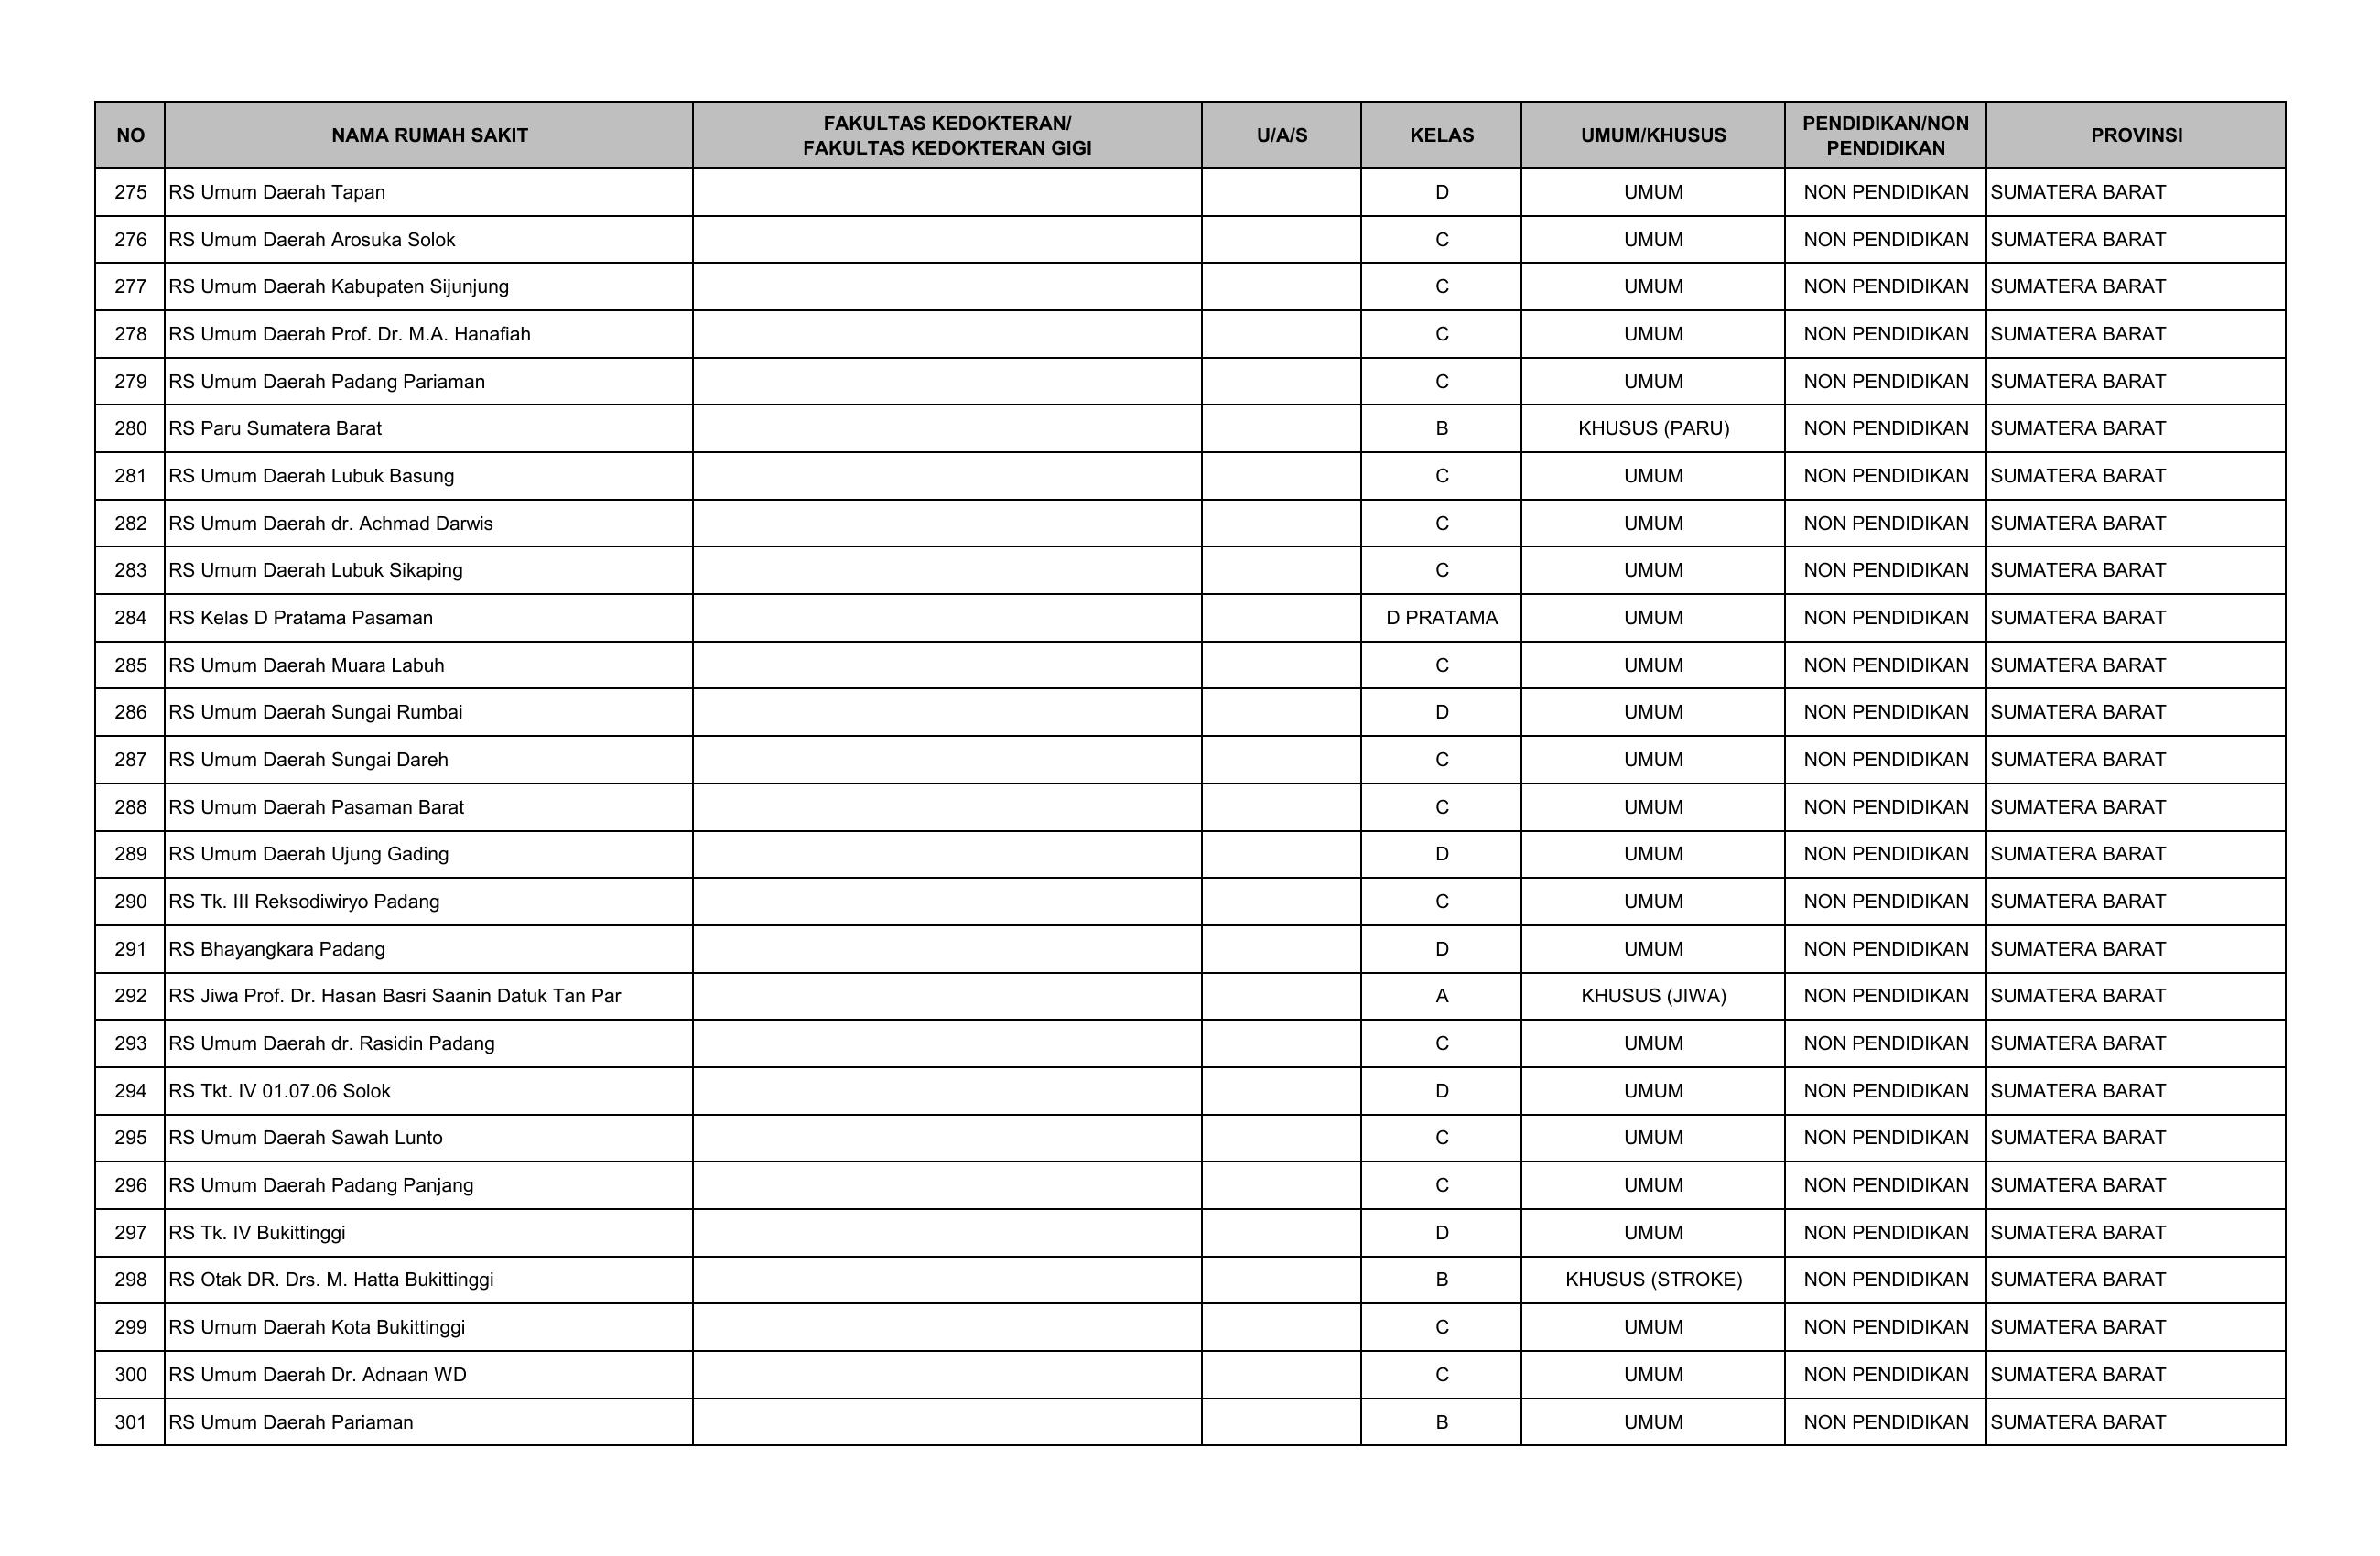 NO NAMA RUMAH SAKIT FAKULTAS KEDOKTERAN/ FAKULTAS KEDOKTERAN GIGI U/A/S KELAS UMUM/KHUSUS PENDIDIKAN/NON PENDIDIKAN PROVINSI
275 RS Umum Daerah Tapan D UMUM NON PENDIDIKAN SUMATERA BARAT
276 RS Umum Daerah Arosuka Solok C UMUM NON PENDIDIKAN SUMATERA BARAT
277 RS Umum Daerah Kabupaten Sijunjung C UMUM NON PENDIDIKAN SUMATERA BARAT
278 RS Umum Daerah Prof. Dr. M.A. Hanafiah C UMUM NON PENDIDIKAN SUMATERA BARAT
279 RS Umum Daerah Padang Pariaman C UMUM NON PENDIDIKAN SUMATERA BARAT
280 RS Paru Sumatera Barat B KHUSUS (PARU) NON PENDIDIKAN SUMATERA BARAT
281 RS Umum Daerah Lubuk Basung C UMUM NON PENDIDIKAN SUMATERA BARAT
282 RS Umum Daerah dr. Achmad Darwis C UMUM NON PENDIDIKAN SUMATERA BARAT
283 RS Umum Daerah Lubuk Sikaping C UMUM NON PENDIDIKAN SUMATERA BARAT
284 RS Kelas D Pratama Pasaman D PRATAMA UMUM NON PENDIDIKAN SUMATERA BARAT
285 RS Umum Daerah Muara Labuh C UMUM NON PENDIDIKAN SUMATERA BARAT
286 RS Umum Daerah Sungai Rumbai D UMUM NON PENDIDIKAN SUMATERA BARAT
287 RS Umum Daerah Sungai Dareh C UMUM NON PENDIDIKAN SUMATERA BARAT
288 RS Umum Daerah Pasaman Barat C UMUM NON PENDIDIKAN SUMATERA BARAT
289 RS Umum Daerah Ujung Gading D UMUM NON PENDIDIKAN SUMATERA BARAT
290 RS Tk. III Reksodiwiryo Padang C UMUM NON PENDIDIKAN SUMATERA BARAT
291 RS Bhayangkara Padang D UMUM NON PENDIDIKAN SUMATERA BARAT
292 RS Jiwa Prof. Dr. Hasan Basri Saanin Datuk Tan Par A KHUSUS (JIWA) NON PENDIDIKAN SUMATERA BARAT
293 RS Umum Daerah dr. Rasidin Padang C UMUM NON PENDIDIKAN SUMATERA BARAT
294 RS Tkt. IV 01.07.06 Solok D UMUM NON PENDIDIKAN SUMATERA BARAT
295 RS Umum Daerah Sawah Lunto C UMUM NON PENDIDIKAN SUMATERA BARAT
296 RS Umum Daerah Padang Panjang C UMUM NON PENDIDIKAN SUMATERA BARAT
297 RS Tk. IV Bukittinggi D UMUM NON PENDIDIKAN SUMATERA BARAT
298 RS Otak DR. Drs. M. Hatta Bukittinggi B KHUSUS (STROKE) NON PENDIDIKAN SUMATERA BARAT
299 RS Umum Daerah Kota Bukittinggi C UMUM NON PENDIDIKAN SUMATERA BARAT
300 RS Umum Daerah Dr. Adnaan WD C UMUM NON PENDIDIKAN SUMATERA BARAT
301 RS Umum Daerah Pariaman B UMUM NON PENDIDIKAN SUMATERA BARAT